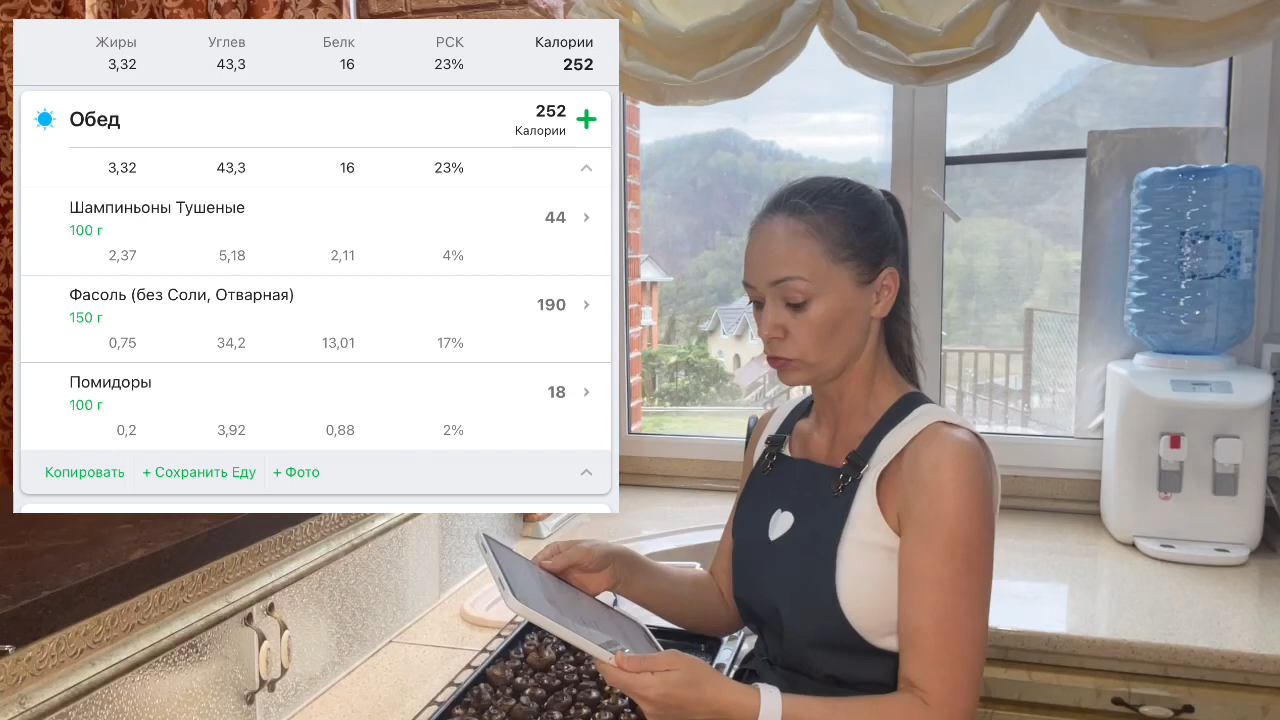 Жиры Углев Белк РСК Калории
3,32 43,3 16 23% 252
Обед 252
Калории
3,32 43,3 16 23%
Шампиньоны Тушеные 44
100 г
2,37 5,18 2,11 4%
Фасоль (без Соли, Отварная) 190
150 г
0,75 34,2 13,01 17%
Помидоры 18
100 г
0,2 3,92 0,88 2%
Копировать + Сохранить Еду + Фото